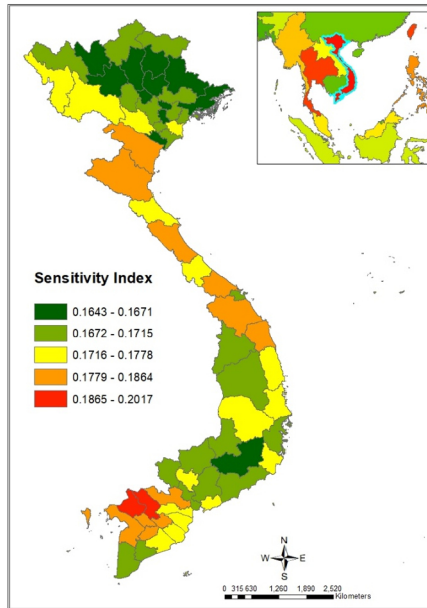 Sensitivity Index
0.1643 - 0.1671
0.1672 - 0.1715
0.1716 - 0.1778
0.1779 - 0.1864
0.1865 - 0.2017
N
W E
S
0 315 630 1,260 1,890 2,520
Kilometers